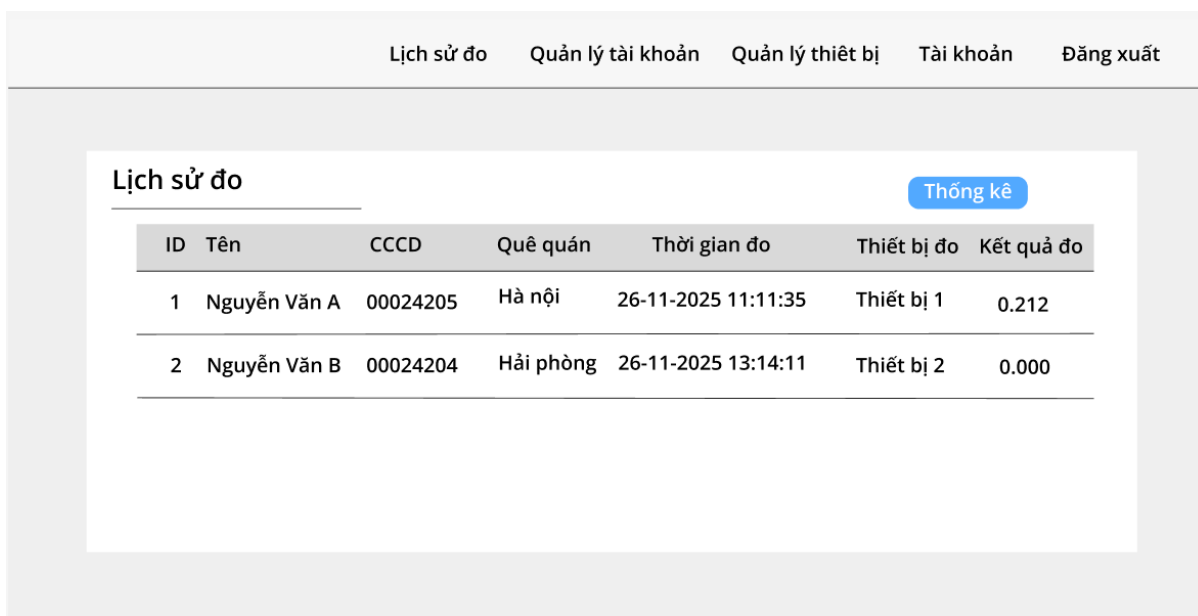 Lịch sử đo Quản lý tài khoản Quản lý thiêt bị Tài khoản Đăng xuất
Lịch sử đo
Thống kê
ID Tên CCCD Quê quán Thời gian đo Thiết bị đo Kết quả đo
1 Nguyễn Văn A 00024205 Hà nội 26-11-2025 11:11:35 Thiết bị 1 0.212
2 Nguyễn Văn B 00024204 Hải phòng 26-11-2025 13:14:11 Thiết bị 2 0.000